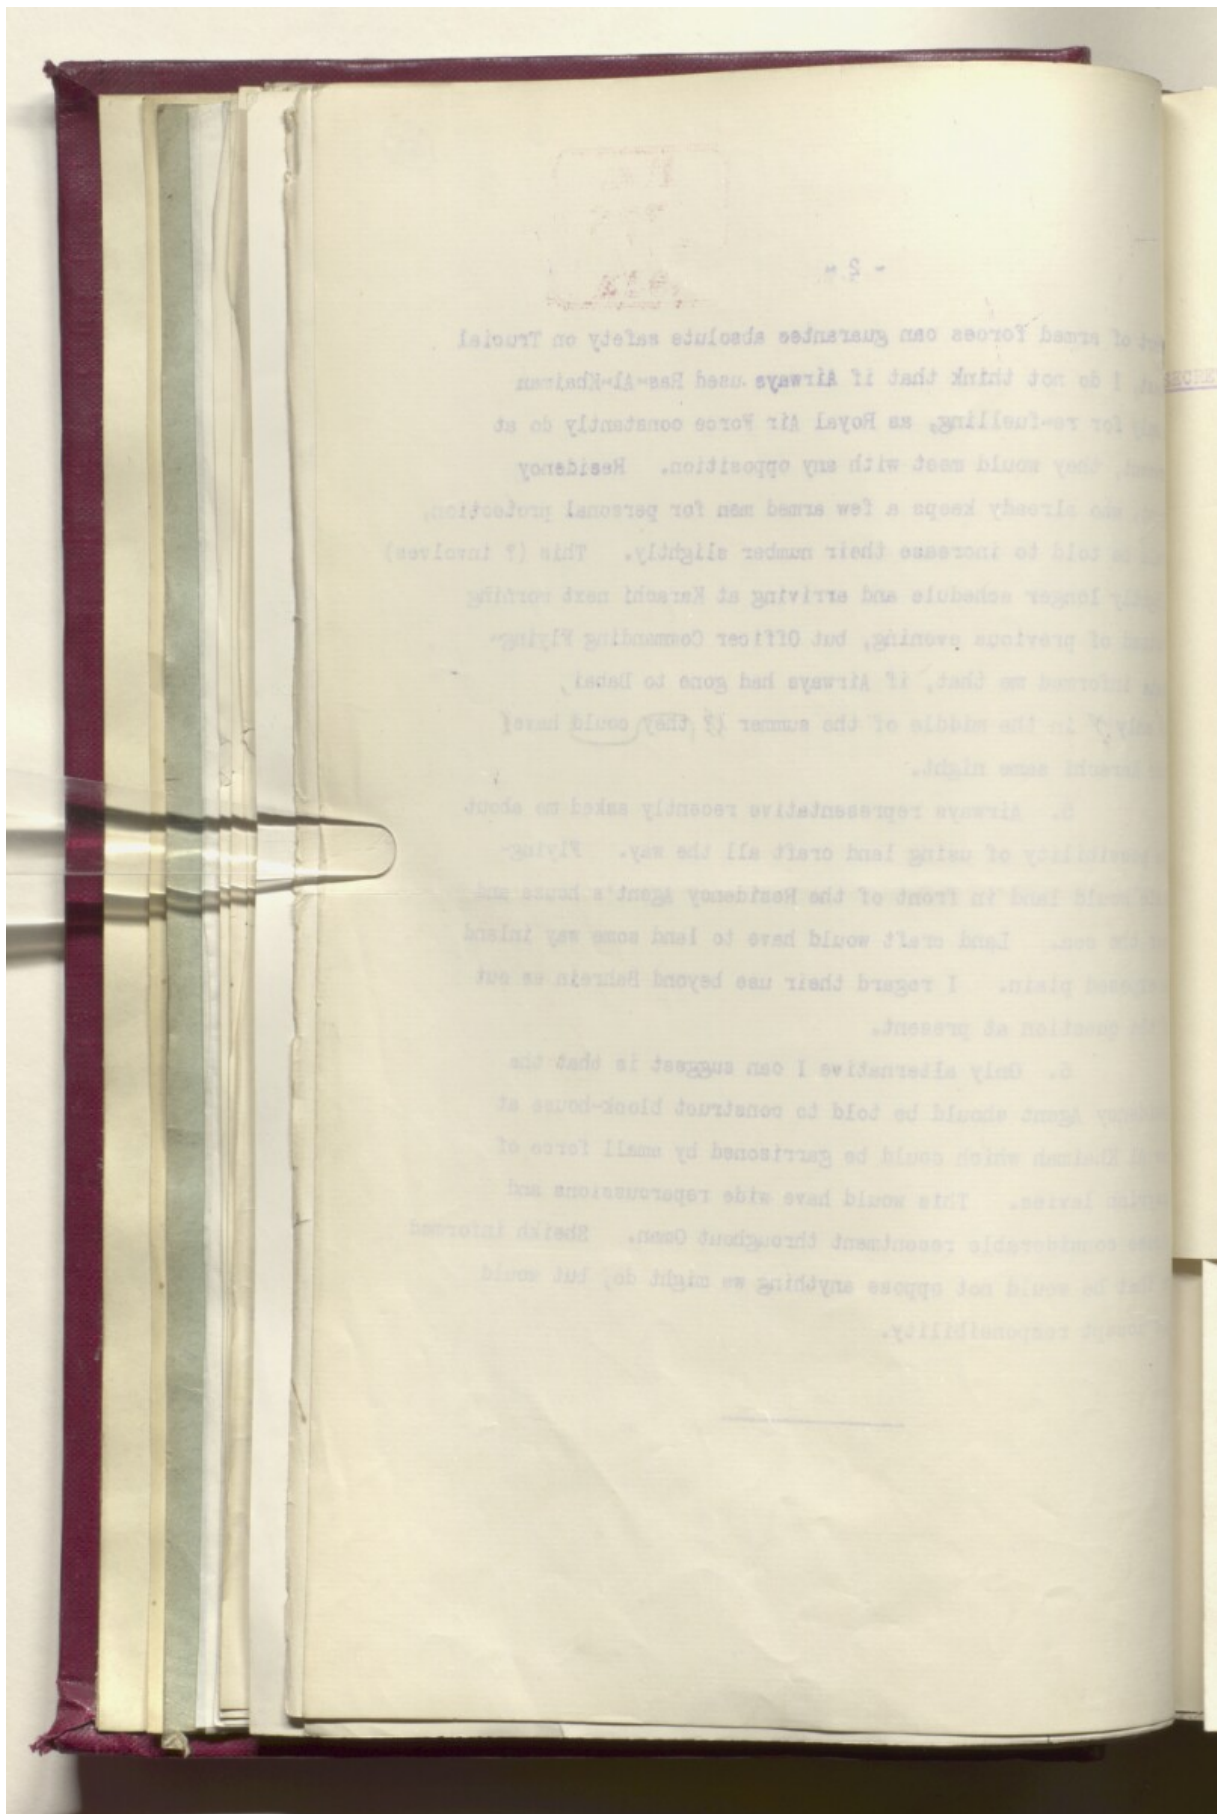 - 2 -
of armed forces can guarantee absolute safety on Trucial
I do not think that if Airways used Ras-Al-Khaiman
for re-fuelling, as Royal Air Force constantly do at
they would meet with any opposition. Residency
who already keeps a few armed men for personal protection,
told to increase their number slightly. This (? involves)
longer schedule and arriving at Karachi next morning
of previous evening, but Officer Commanding Flying-
informed me that, if Airways had gone to Dabai,
in the middle of the summer (? they could have)
same night.
Airways representative recently asked me about
of using land craft all the way. Flying-
could land in front of the Residency Agent's house and
the sea. Land craft would have to land some way inland
plain. I regard their use beyond Bahrein as out
question at present.
6. Only alternative I can suggest is that the
Agent should be told to construct block-house at
Khaimah which could be garrisoned by small force of
levies. This would have wide repercussions and
considerable resentment throughout Oman. Sheikh informed
he would not oppose anything we might do, but would
responsibility.